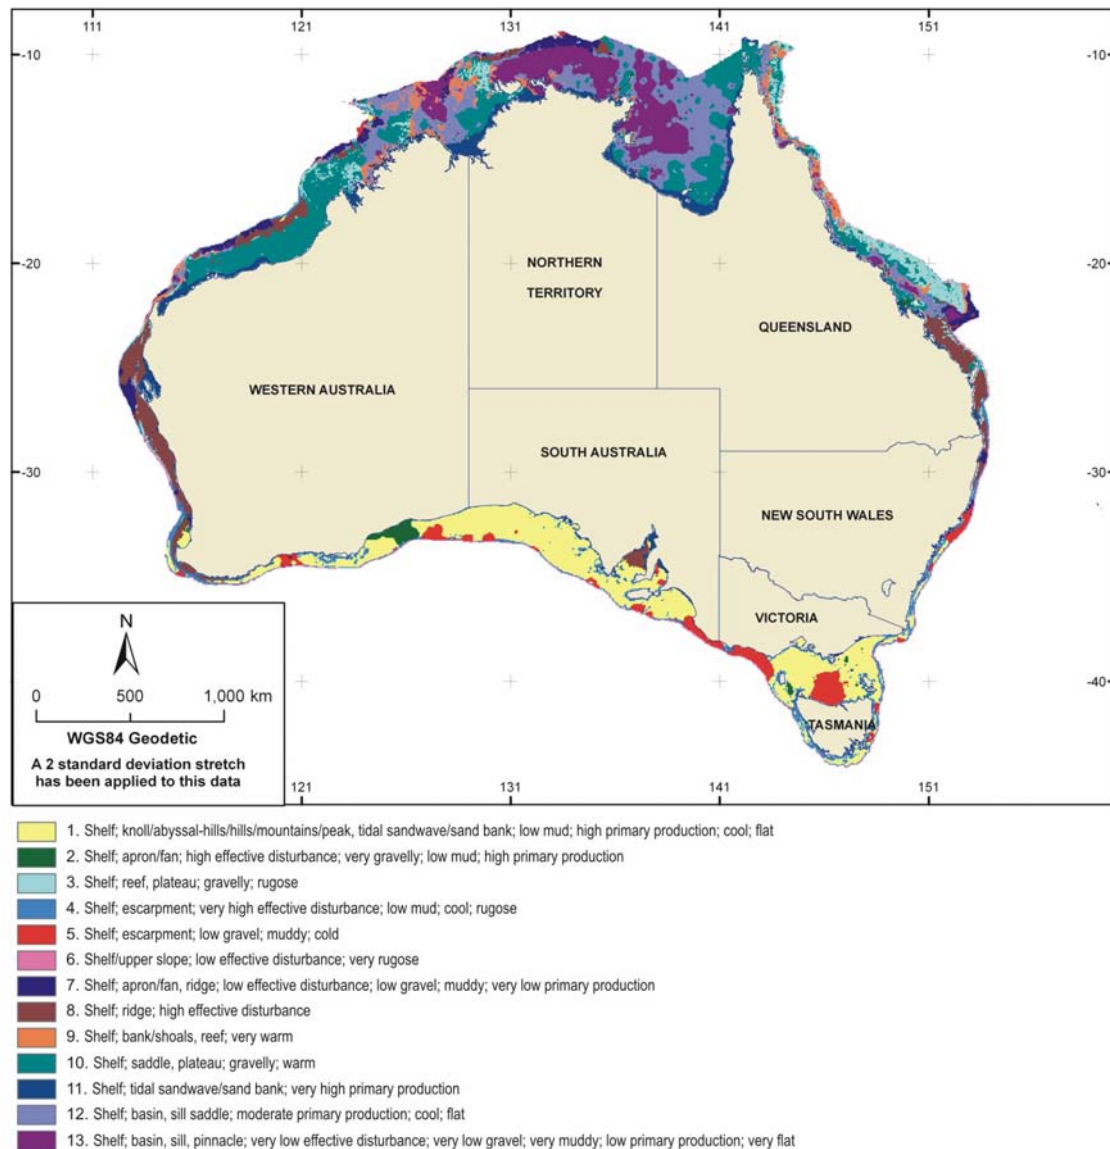 111 121 131 141 151
-10 -10
NORTHERN
-20 TERRITORY -20
QUEENSLAND
WESTERN AUSTRALIA
SOUTH AUSTRALIA
-30 -30
NEW SOUTH WALES
VICTORIA
N
0 500 1,000 km
-40 -40
WGS84 Geodetic
TASMANIA
A 2 standard deviation stretch
has been applied to this data
121 131 141 151
1. Shelf; knoll/abyssal-hills/hills/mountains/peak, tidal sandwave/sand bank; low mud; high primary production; cool; flat
2. Shelf; apron/fan; high effective disturbance; very gravelly; low mud; high primary production
3. Shelf; reef, plateau; gravelly; rugose
4. Shelf; escarpment; very high effective disturbance; low mud; cool; rugose
5. Shelf; escarpment; low gravel; muddy; cold
6. Shelf/upper slope; low effective disturbance; very rugose
7. Shelf; apron/fan, ridge; low effective disturbance; low gravel; muddy; very low primary production
8. Shelf; ridge; high effective disturbance
9. Shelf; bank/shoals, reef; very warm
10. Shelf; saddle, plateau; gravelly; warm
11. Shelf; tidal sandwave/sand bank; very high primary production
12. Shelf; basin, sill saddle; moderate primary production; cool; flat
13. Shelf; basin, sill, pinnacle; very low effective disturbance; very low gravel; very muddy; low primary production; very flat